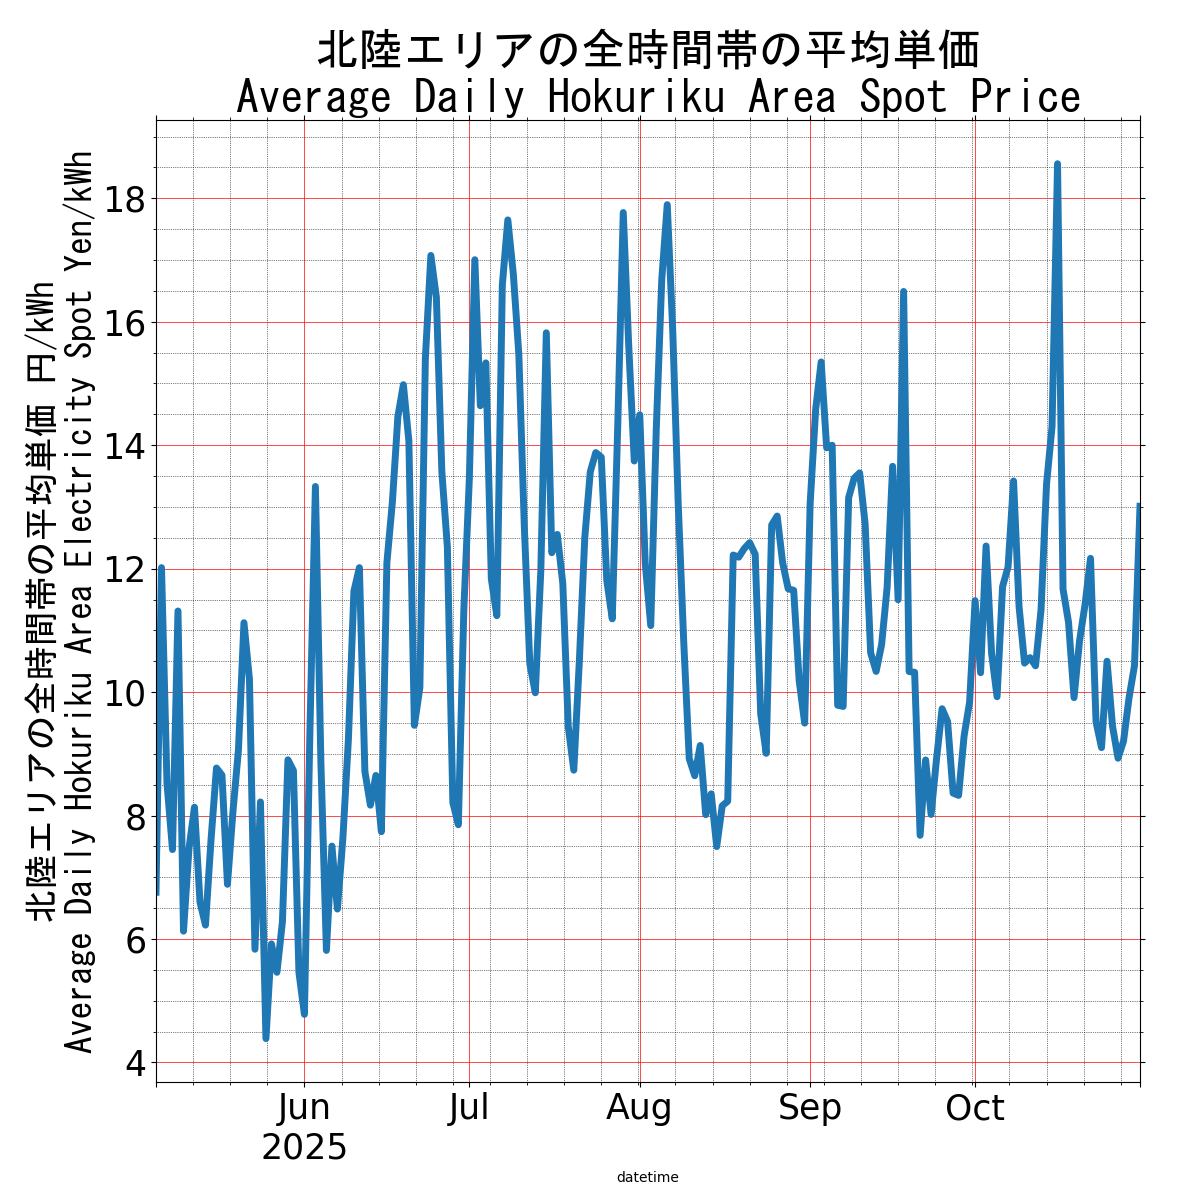 北陸エリアの全時間帯の平均単価
Average Daily Hokuriku Area Spot Price
北陸エリアの全時間帯の平均単価 円/kWh
Average Daily Hokuriku Area Electricity Spot Yen/kWh
18
16
14
12
10
8
6
4
Jun
2025
Jul
Aug
Sep
Oct
datetime